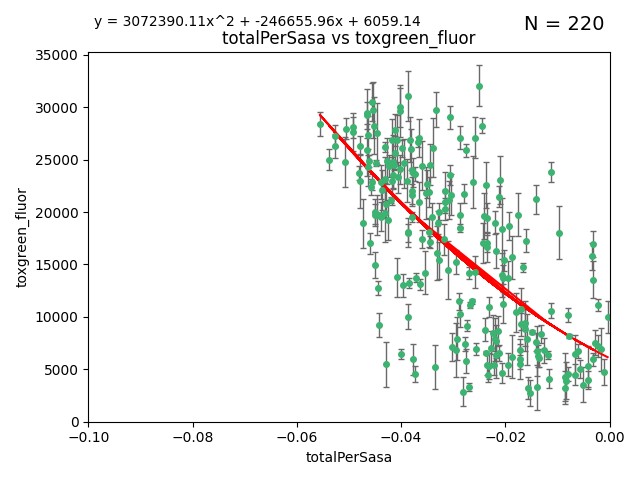 y = 3072390.11x^2 + -246655.96x + 6059.14
N = 220
totalPerSasa vs toxgreen_fluor
35000
30000
25000
20000
15000
10000
5000
0
toxgreen_fluor
−0.10
−0.08
−0.06
−0.04
−0.02
0.00
totalPerSasa